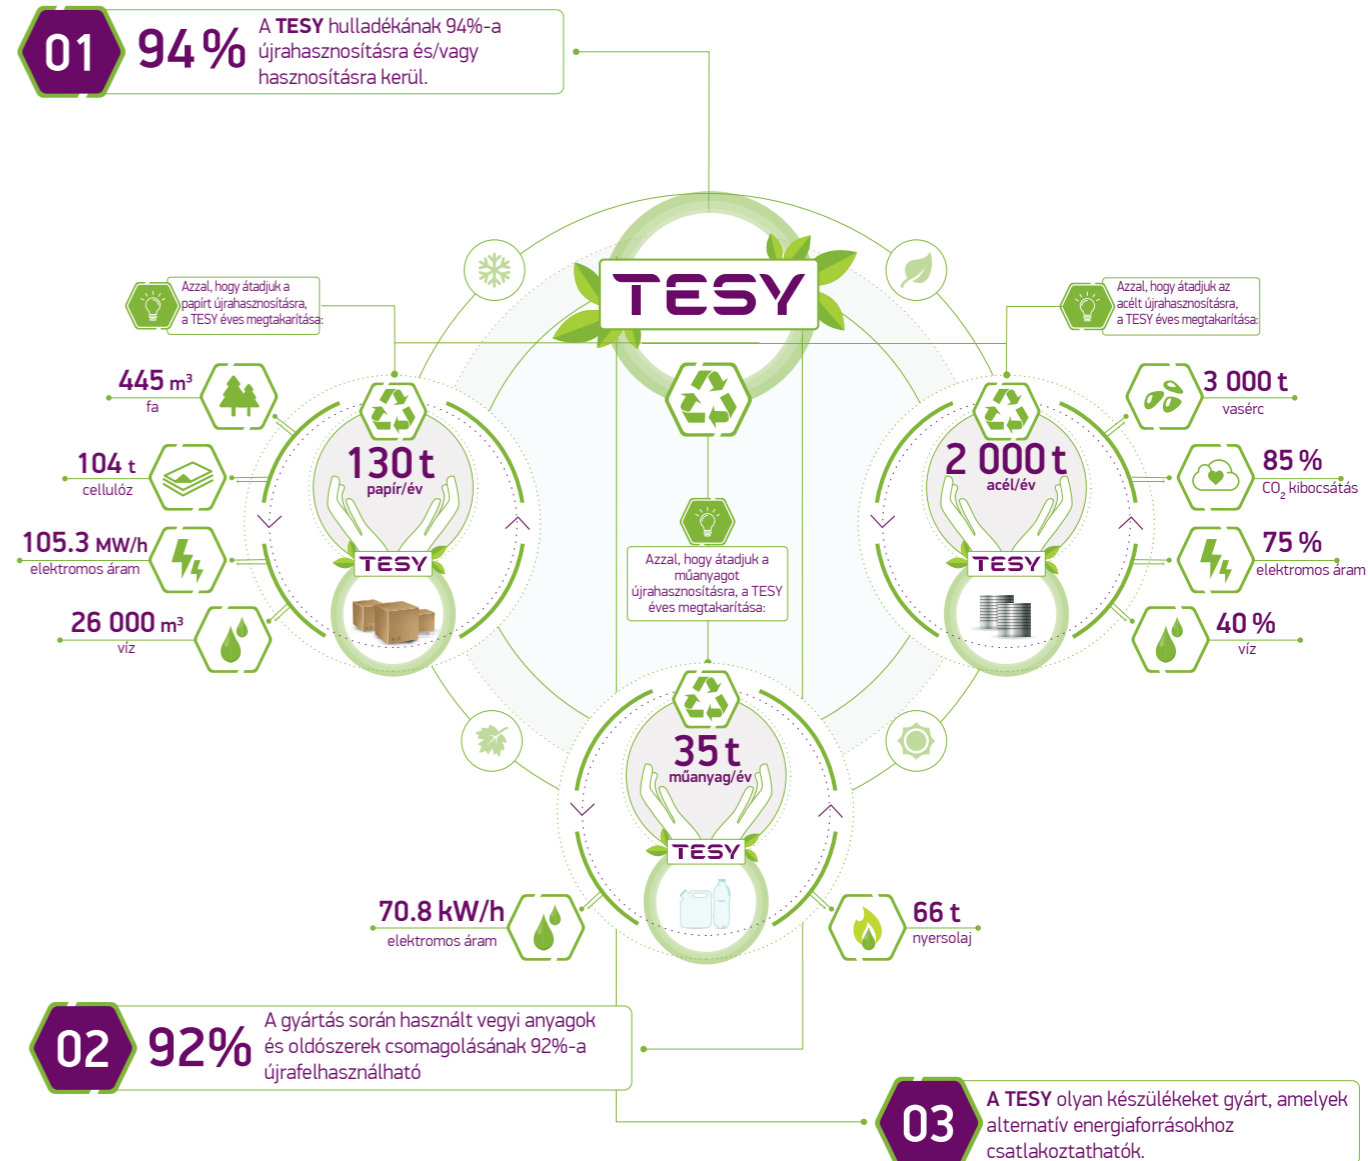 01
94%
A TESY hulladékának 94%-a
újrahasznosításra és/vagy
hasznosításra kerül.
TESY
Azzal, hogy átadjuk a
papírt újrahasznosításra,
a TESY éves megtakarítása:
445 m³
fa
104 t
cellulóz
105.3 MW/h
elektromos áram
26 000 m³
víz
130 t
papír/év
TESY
Azzal, hogy átadjuk az
acélt újrahasznosításra,
a TESY éves megtakarítása:
2 000 t
acél/év
TESY
3 000 t
vasérc
85 %
CO₂ kibocsátás
75 %
elektromos áram
40 %
víz
Azzal, hogy átadjuk a
műanyagot
újrahasznosításra, a TESY
éves megtakarítása:
35 t
műanyag/év
TESY
70.8 kW/h
elektromos áram
66 t
nyersolaj
02
92%
A gyártás során használt vegyi anyagok
és oldószerek csomagolásának 92%-a
újrafelhasználható
03
A TESY olyan készülékeket gyárt, amelyek
alternatív energiaforrásokhoz
csatlakoztathatók.